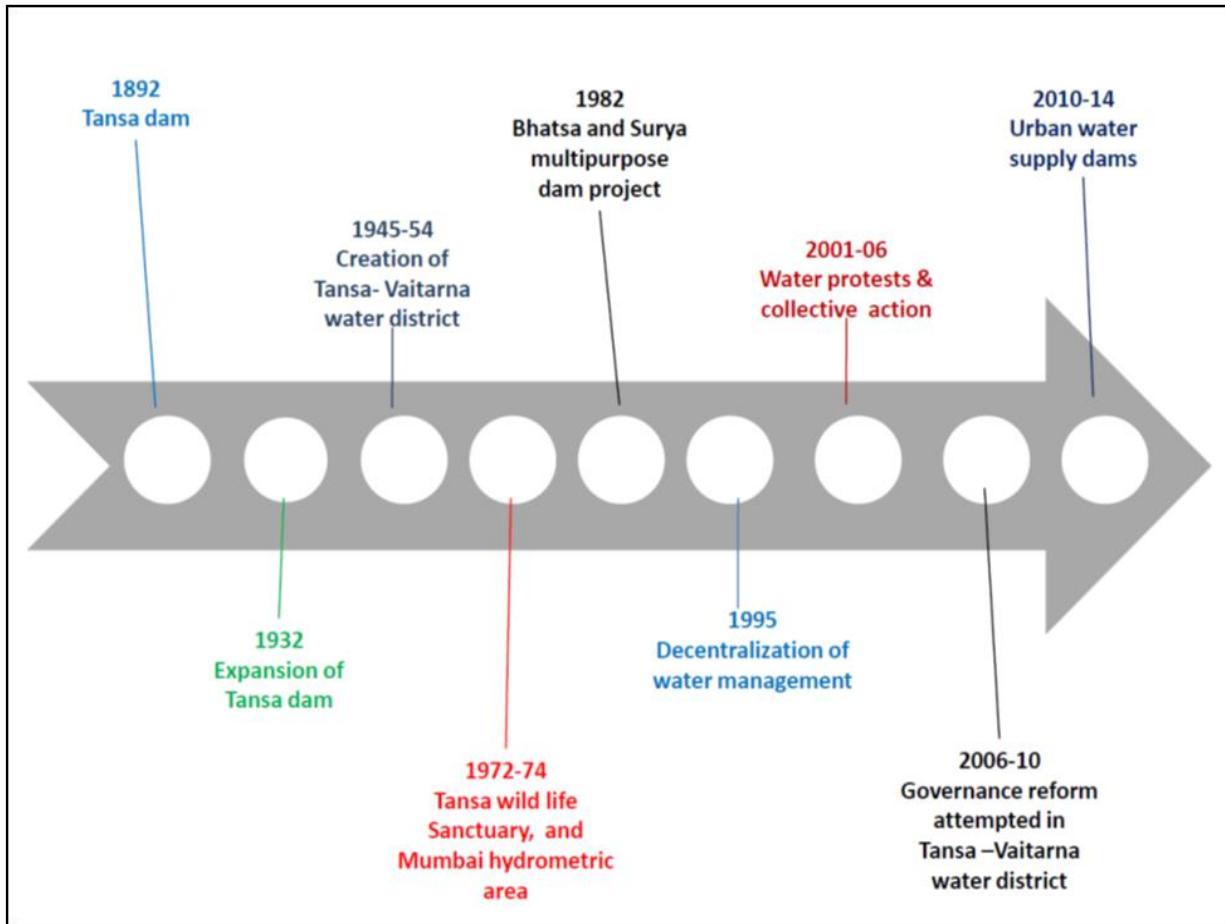 1892
Tansa dam
1932
Expansion of
Tansa dam
1945-54
Creation of
Tansa- Vaitarna
water district
1972-74
Tansa wild life
Sanctuary, and
Mumbai hydrometric
area
1982
Bhatsa and Surya
multipurpose
dam project
1995
Decentralization of
water management
2001-06
Water protests &
collective action
2006-10
Governance reform
attempted in
Tansa –Vaitarna
water district
2010-14
Urban water
supply dams